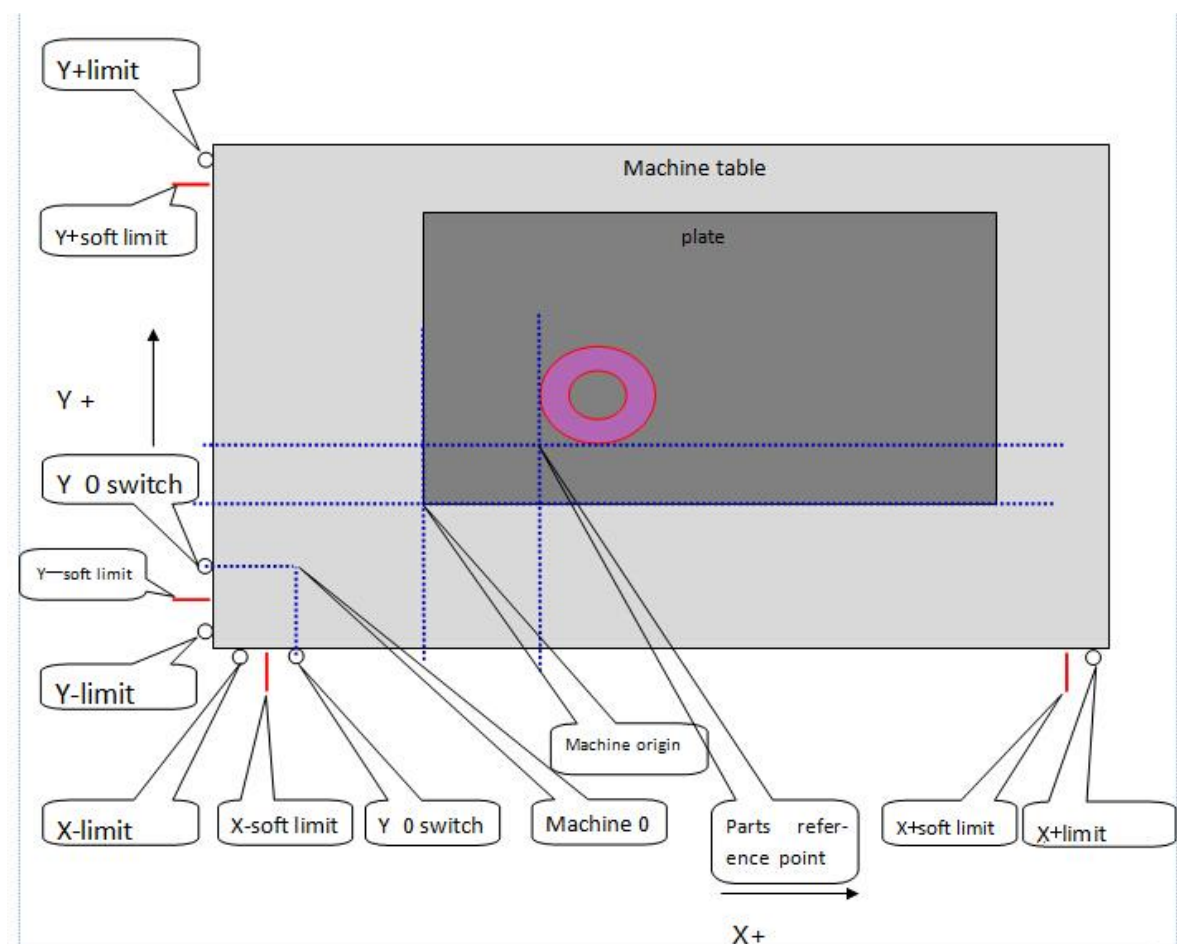 Y+limit
Machine table
Y+soft limit
plate
Y +
Y 0 switch
Y—soft limit
Y-limit
Machine origin
X-limit
X-soft limit
Y 0 switch
Machine 0
Parts refer-
ence point
X+soft limit
X+limit
X+